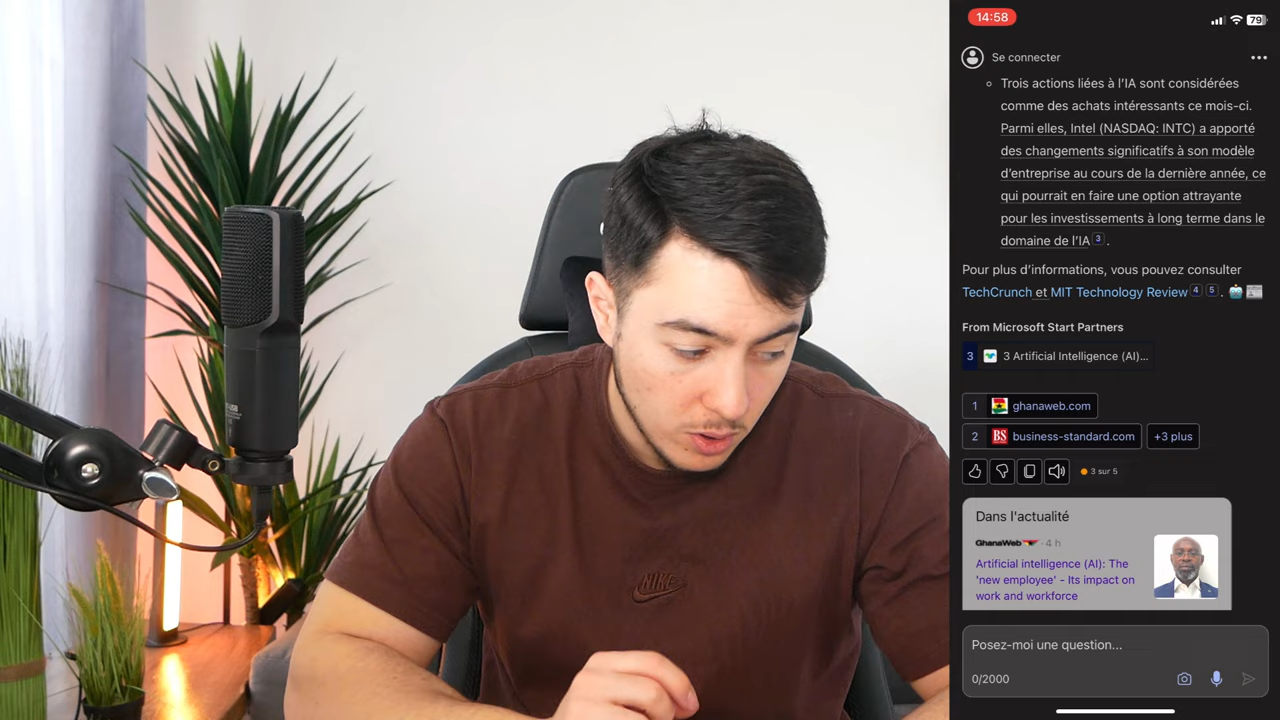 14:58
79
Se connecter
Trois actions liées à l'IA sont considérées
comme des achats intéressants ce mois-ci.
Parmi elles, Intel (NASDAQ: INTC) a apporté
des changements significatifs à son modèle
d'entreprise au cours de la dernière année, ce
qui pourrait en faire une option attrayante
pour les investissements à long terme dans le
domaine de l'IA 3.
Pour plus d'informations, vous pouvez consulter
TechCrunch et MIT Technology Review 4 5.
From Microsoft Start Partners
3 3 Artificial Intelligence (AI)...
1 ghanaweb.com
2 BS business-standard.com +3 plus
3 sur 5
Dans l'actualité
GhanaWeb · 4 h
Artificial intelligence (AI): The
'new employee' - Its impact on
work and workforce
Posez-moi une question...
0/2000
NIKE